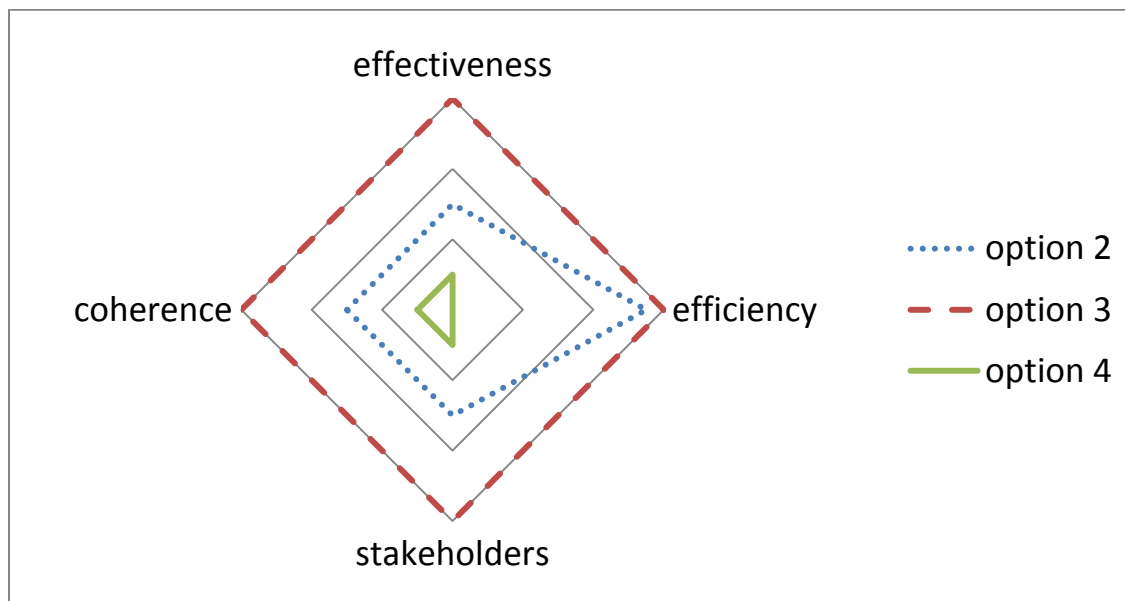 effectiveness
coherence
efficiency
stakeholders
option 2
option 3
option 4